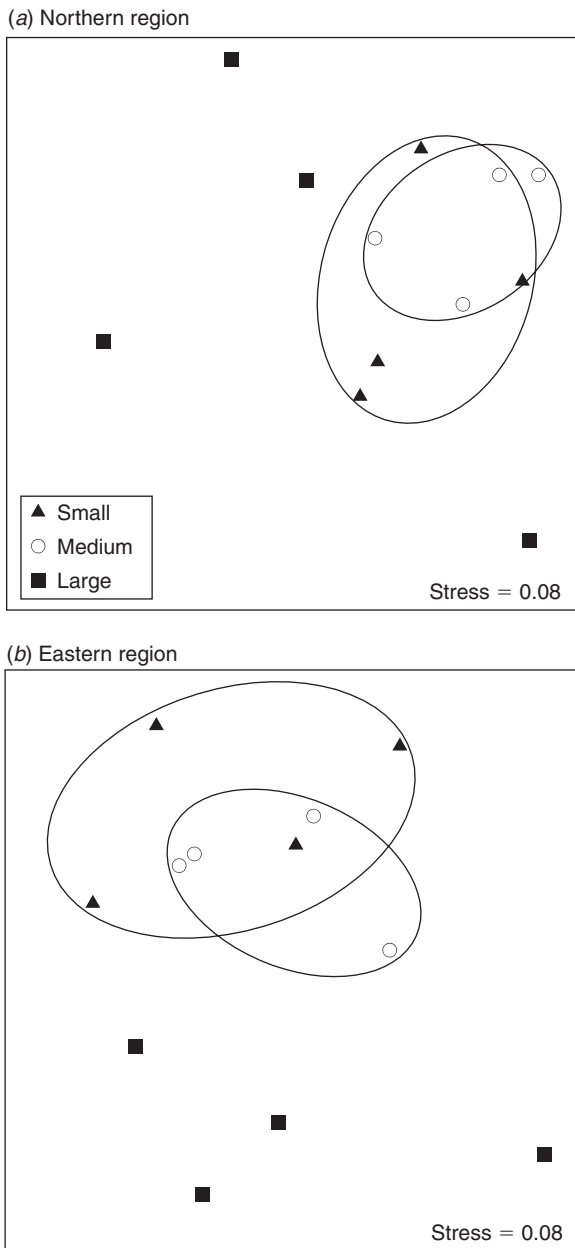 (a) Northern region
Small
Medium
Large
Stress = 0.08
(b) Eastern region
Stress = 0.08